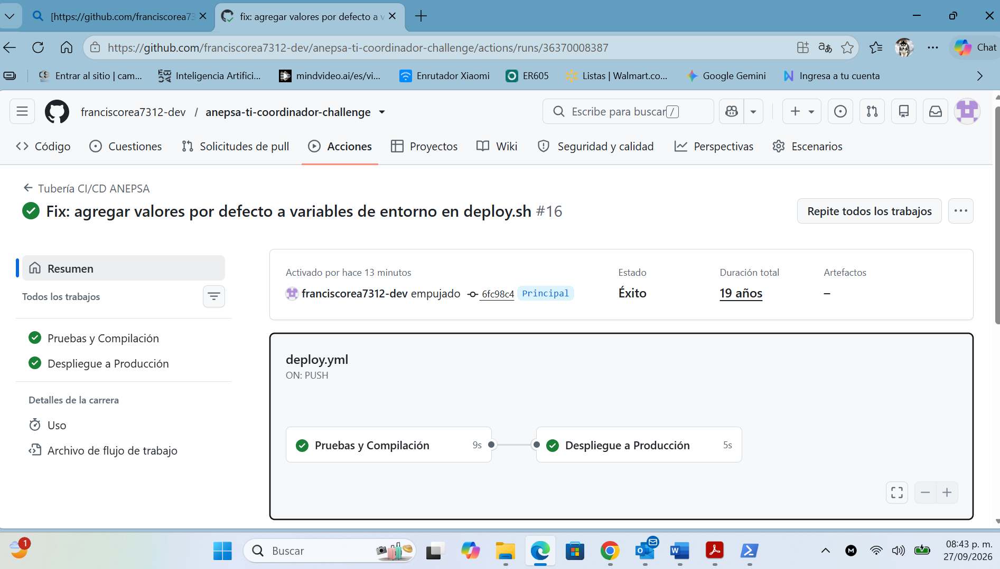 [https://github.com/franciscorea73
fix: agregar valores por defecto a v
https://github.com/franciscorea7312-dev/anepsa-ti-coordinador-challenge/actions/runs/36370008387
Chat
Entrar al sitio | cam...
Inteligencia Artifici...
mindvideo.ai/es/vi...
Enrutador Xiaomi
ER605
Listas | Walmart.co...
Google Gemini
Ingresa a tu cuenta
franciscorea7312-dev / anepsa-ti-coordinador-challenge
Escribe para buscar /
Código
Cuestiones
Solicitudes de pull
Acciones
Proyectos
Wiki
Seguridad y calidad
Perspectivas
Escenarios
Tubería CI/CD ANEPSA
Fix: agregar valores por defecto a variables de entorno en deploy.sh #16
Repite todos los trabajos
Resumen
Todos los trabajos
Pruebas y Compilación
Despliegue a Producción
Detalles de la carrera
Uso
Archivo de flujo de trabajo
Activado por hace 13 minutos
franciscorea7312-dev empujado 6fc98c4 Principal
Estado
Éxito
Duración total
19 años
Artefactos
–
deploy.yml
ON: PUSH
Pruebas y Compilación 9s
Despliegue a Producción 5s
1
Buscar
08:43 p. m.
27/09/2026